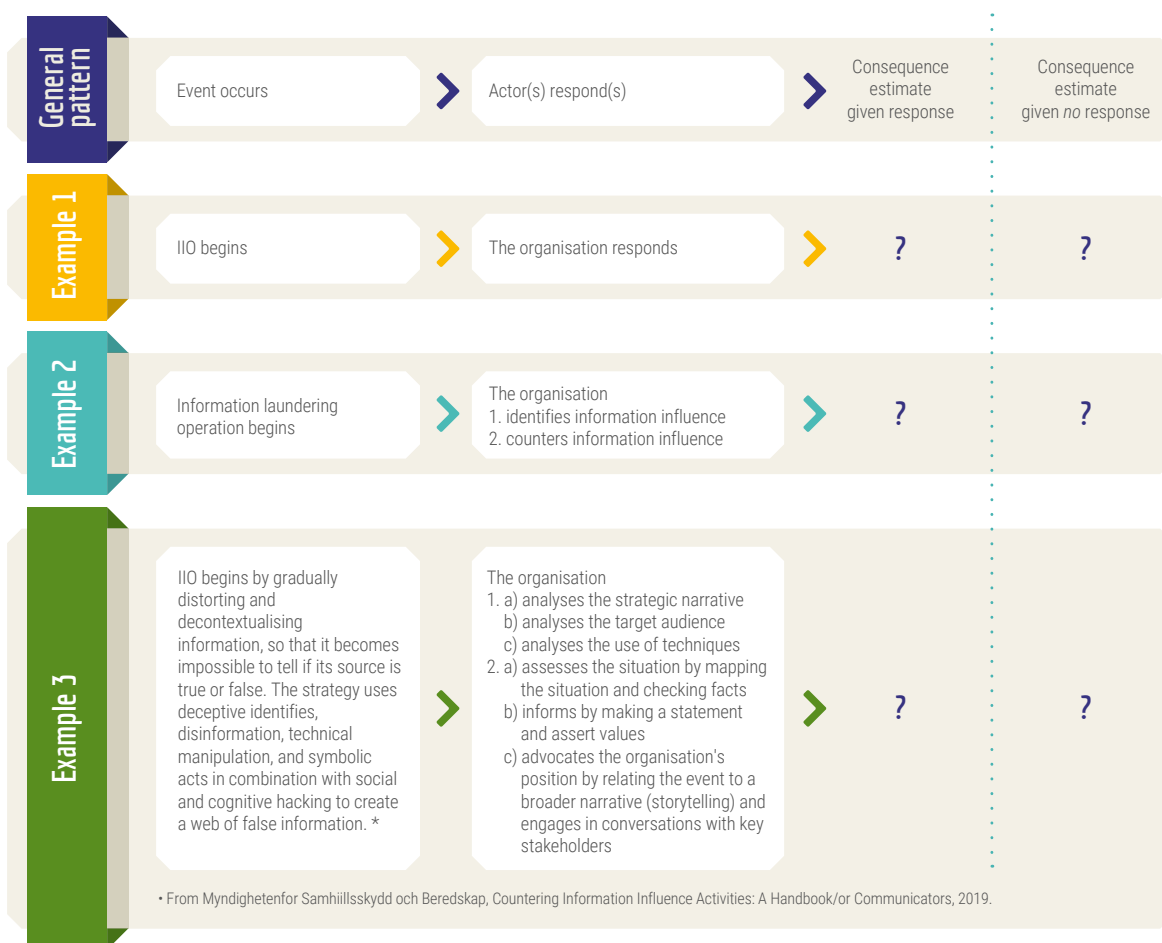 General
pattern
Event occurs
Actor(s) respond(s)
Consequence
estimate
given response
Consequence
estimate
given no response
Example 1
IIO begins
The organisation responds
?
?
Example 2
Information laundering
operation begins
The organisation
1. identifies information influence
2. counters information influence
?
?
Example 3
IIO begins by gradually
distorting and
decontextualising
information, so that it becomes
impossible to tell if its source is
true or false. The strategy uses
deceptive identifies,
disinformation, technical
manipulation, and symbolic
acts in combination with social
and cognitive hacking to create
a web of false information. *
The organisation
1. a) analyses the strategic narrative
b) analyses the target audience
c) analyses the use of techniques
2. a) assesses the situation by mapping
the situation and checking facts
b) informs by making a statement
and assert values
c) advocates the organisation's
position by relating the event to a
broader narrative (storytelling) and
engages in conversations with key
stakeholders
?
?
• From Myndighetenfor Samhiillsskydd och Beredskap, Countering Information Influence Activities: A Handbook/or Communicators, 2019.